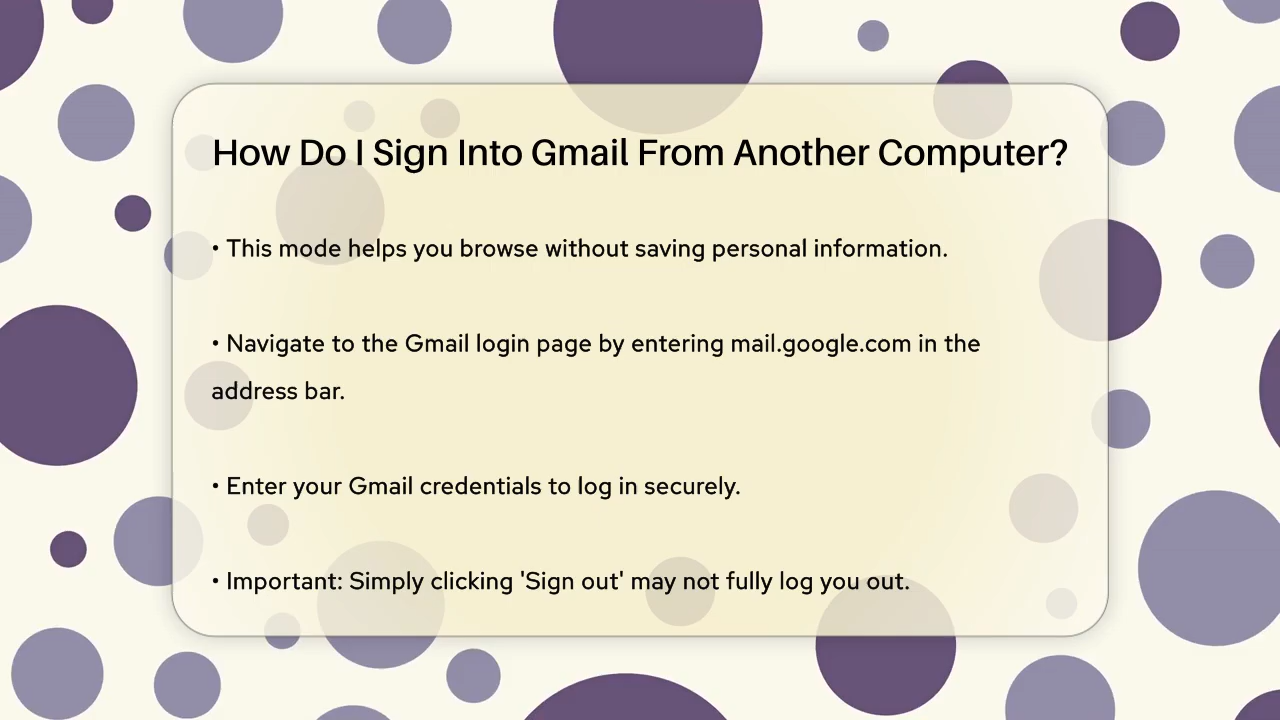 How Do I Sign Into Gmail From Another Computer?
• This mode helps you browse without saving personal information.
• Navigate to the Gmail login page by entering mail.google.com in the
address bar.
• Enter your Gmail credentials to log in securely.
• Important: Simply clicking 'Sign out' may not fully log you out.